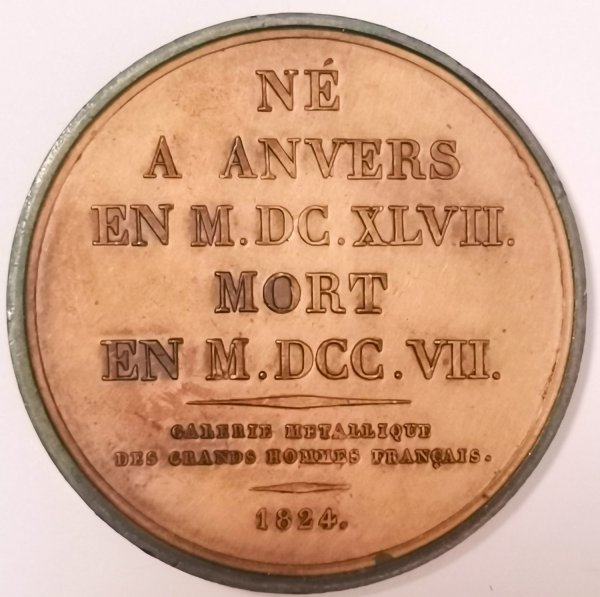 NÉ
A ANVERS
EN M.DC.XLVII.
MORT
EN M.DCC.VII.
GALERIE METALLIQUE
DES GRANDS HOMMES FRANÇAIS.
1824.